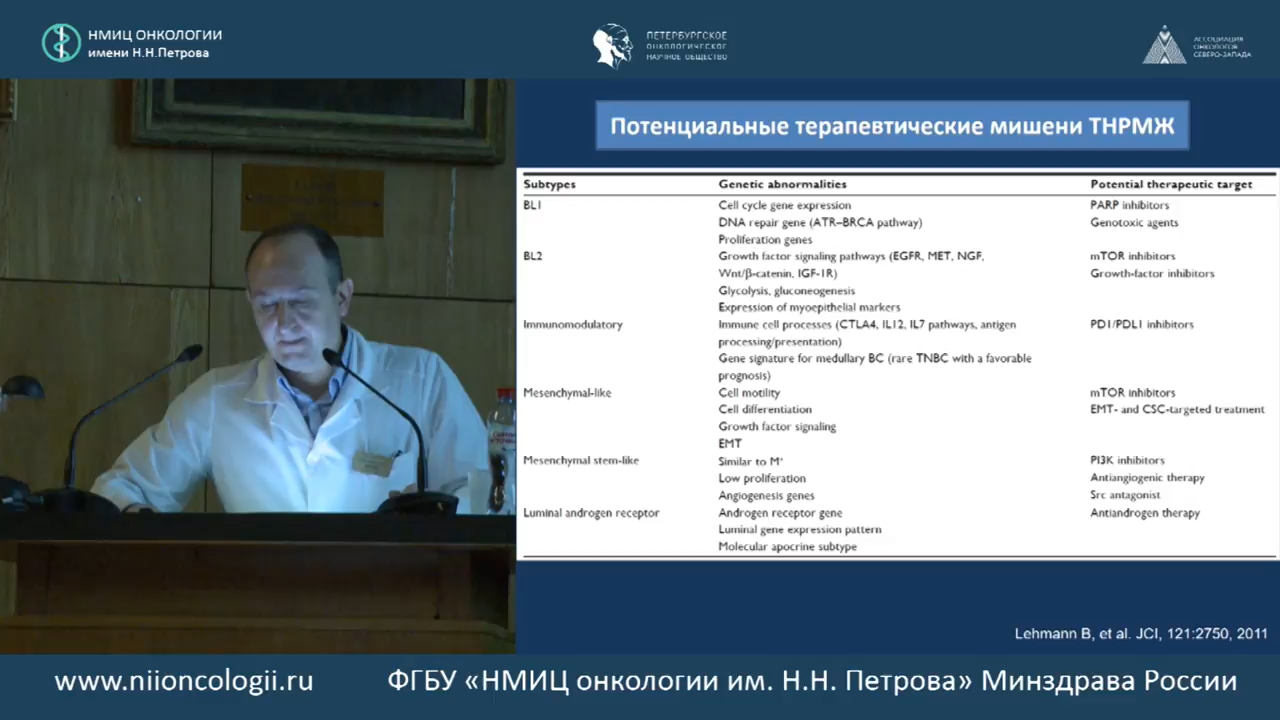 НМИЦ ОНКОЛОГИИ
имени Н.Н.Петрова
ПЕТЕРБУРГСКОЕ
ОНКОЛОГИЧЕСКОЕ
НАУЧНОЕ ОБЩЕСТВО
АССОЦИАЦИЯ
ОНКОЛОГОВ
СЕВЕРО-ЗАПАДА
Потенциальные терапевтические мишени ТНРМЖ
Subtypes Genetic abnormalities Potential therapeutic target
BL1 Cell cycle gene expression PARP inhibitors
DNA repair gene (ATR–BRCA pathway) Genotoxic agents
Proliferation genes
BL2 Growth factor signaling pathways (EGFR, MET, NGF, mTOR inhibitors
Wnt/β-catenin, IGF-1R) Growth-factor inhibitors
Glycolysis, gluconeogenesis
Expression of myoepithelial markers
Immunomodulatory Immune cell processes (CTLA4, IL12, IL7 pathways, antigen PD1/PDL1 inhibitors
processing/presentation)
Gene signature for medullary BC (rare TNBC with a favorable
prognosis)
Mesenchymal-like Cell motility mTOR inhibitors
Cell differentiation EMT- and CSC-targeted treatment
Growth factor signaling
EMT
Mesenchymal stem-like Similar to M⁺ PI3K inhibitors
Low proliferation Antiangiogenic therapy
Angiogenesis genes Src antagonist
Luminal androgen receptor Androgen receptor gene Antiandrogen therapy
Luminal gene expression pattern
Molecular apocrine subtype
Lehmann B, et al. JCI, 121:2750, 2011
www.niioncologii.ru ФГБУ «НМИЦ онкологии им. Н.Н. Петрова» Минздрава России